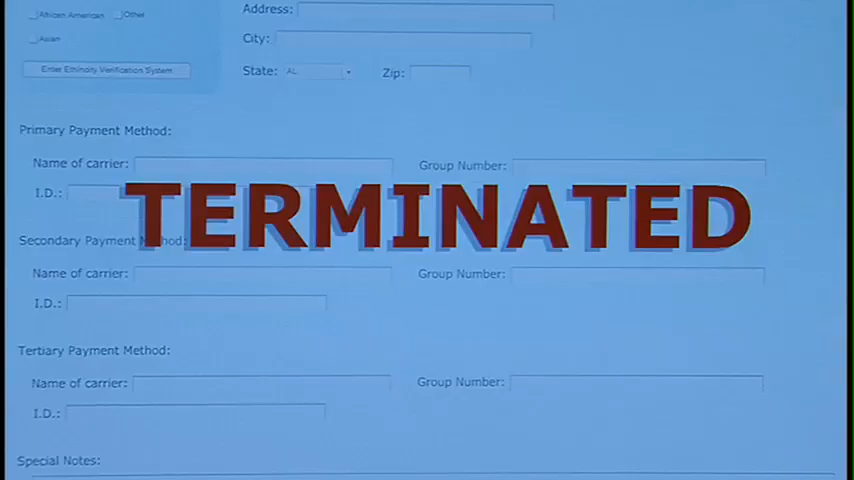 African American Other
Asian
Enter Ethinoity Verification System
Address:
City:
State: AL Zip:
Primary Payment Method:
Name of carrier: Group Number:
I.D.:
TERMINATED
Secondary Payment Method:
Name of carrier: Group Number:
I.D.:
Tertiary Payment Method:
Name of carrier: Group Number:
I.D.:
Special Notes: